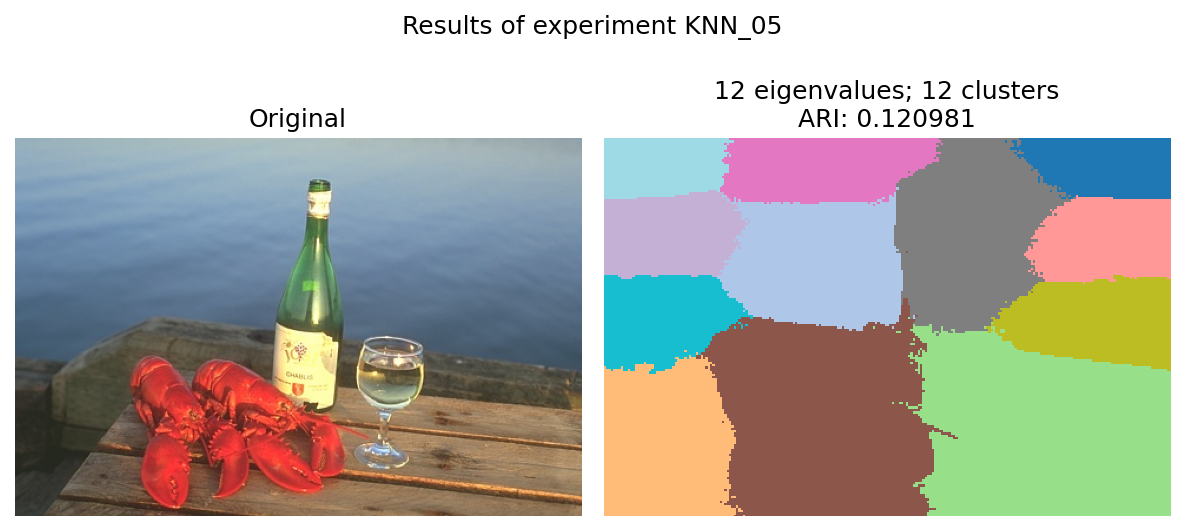 Results of experiment KNN_05
Original
12 eigenvalues; 12 clusters
ARI: 0.120981
CHABLIS